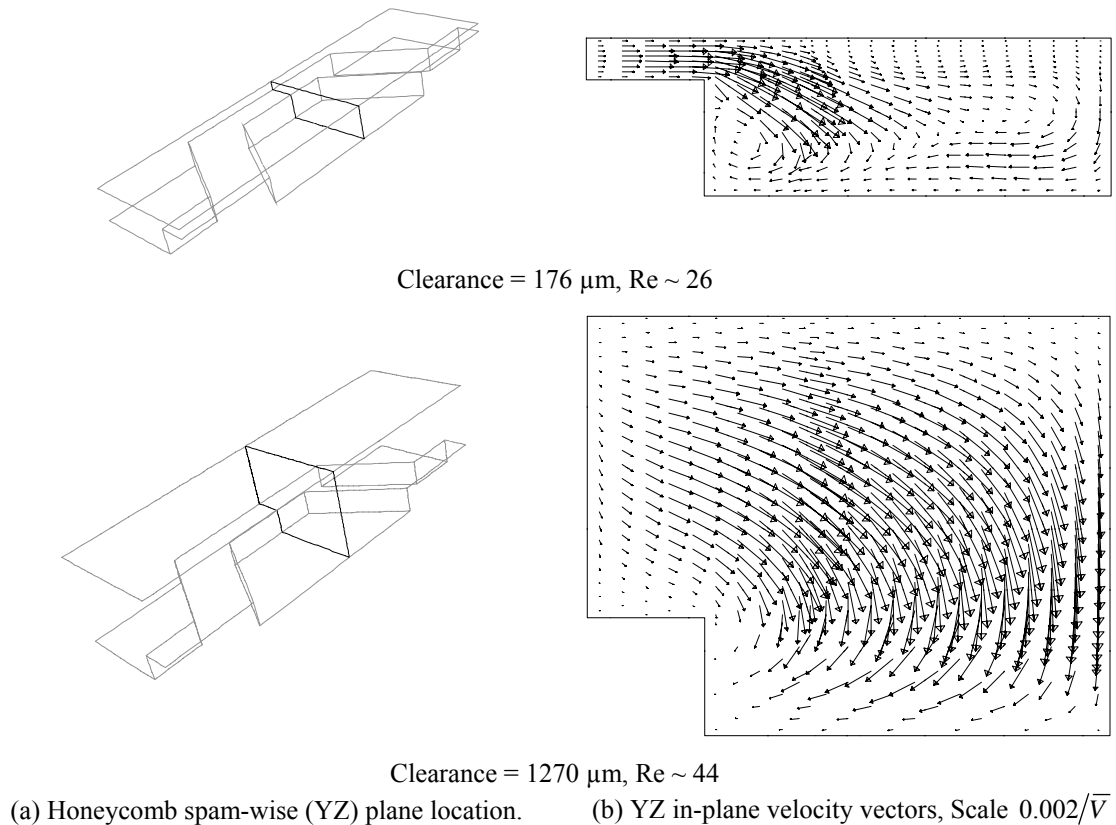 Clearance = 176 µm, Re ~ 26
Clearance = 1270 µm, Re ~ 44
(a) Honeycomb spam-wise (YZ) plane location.
(b) YZ in-plane velocity vectors, Scale 0.002/V̅